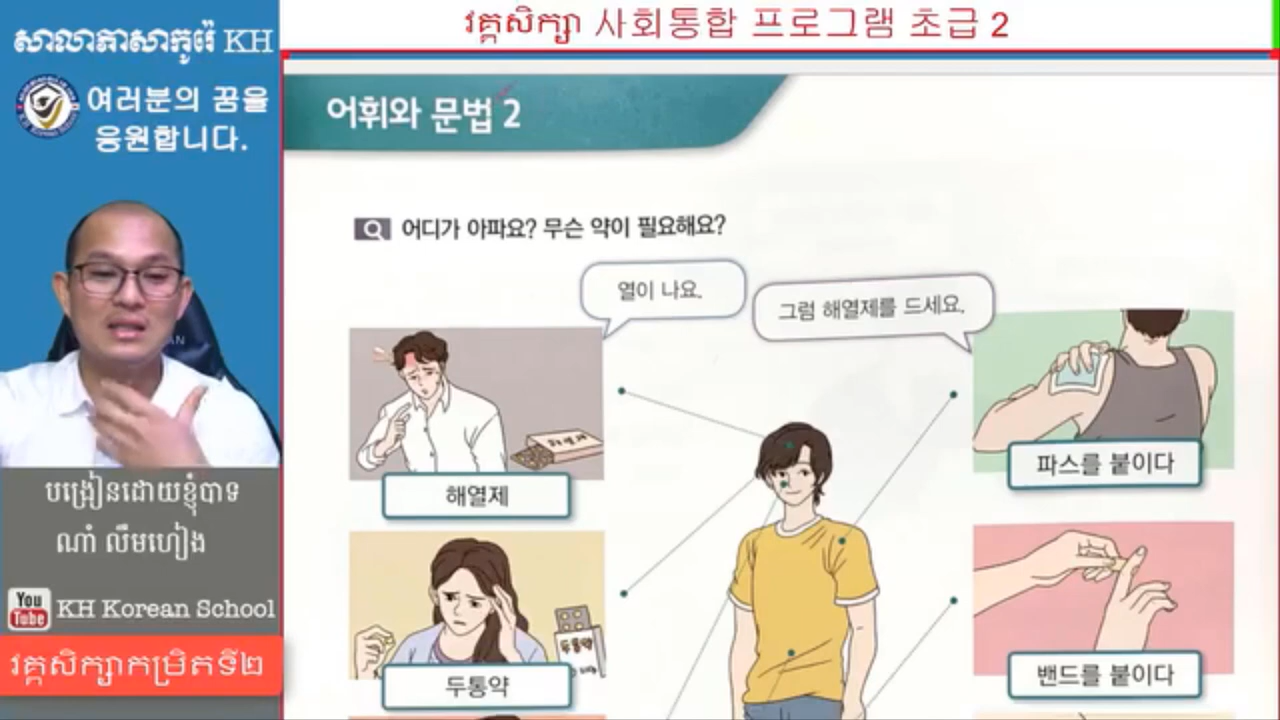 វគ្គសិក្សា 사회통합 프로그램 초급 2
សាលាភាសាកូរ៉េ KH
여러분의 꿈을
응원합니다.
어휘와 문법 2
Q 어디가 아파요? 무슨 약이 필요해요?
열이 나요.
그럼 해열제를 드세요.
해열제
파스를 붙이다
두통약
두통약
밴드를 붙이다
បង្រៀនដោយខ្ញុំបាទ
ណាំ លឹមហៀង
You Tube KH Korean School
វគ្គសិក្សាកម្រិតទី២